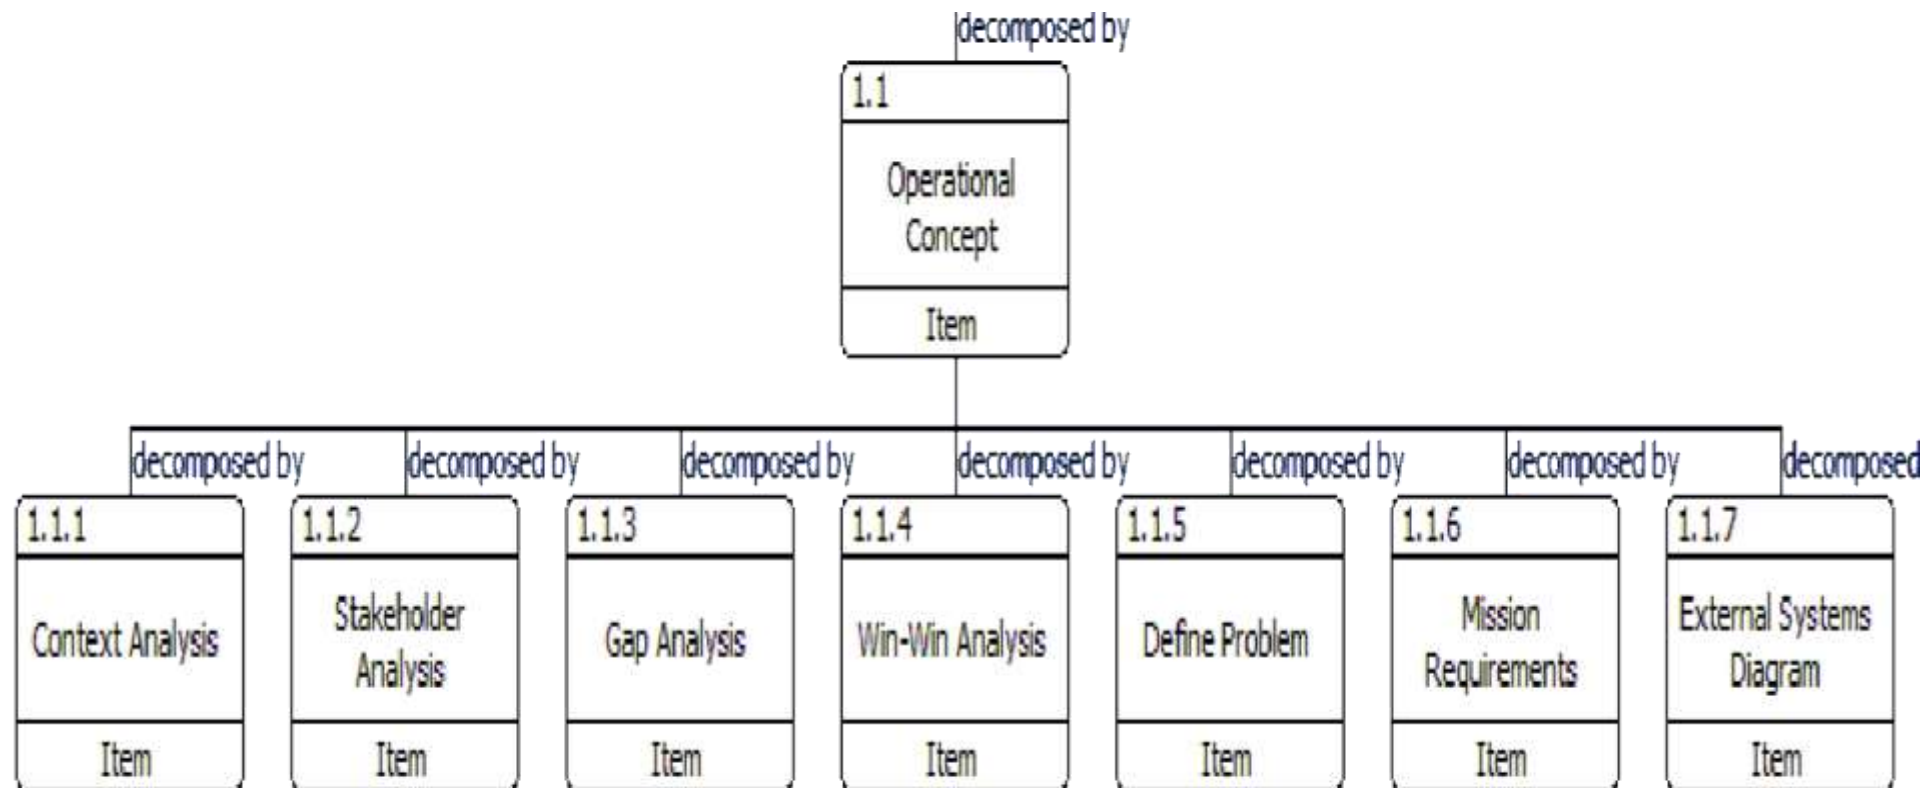 decomposed by
1.1
Operational
Concept
Item
decomposed by decomposed by decomposed by decomposed by decomposed by decomposed by decomposed
1.1.1 1.1.2 1.1.3 1.1.4 1.1.5 1.1.6 1.1.7
Context Analysis
Stakeholder
Analysis
Gap Analysis
Win-Win Analysis
Define Problem
Mission
Requirements
External Systems
Diagram
Item Item Item Item Item Item Item